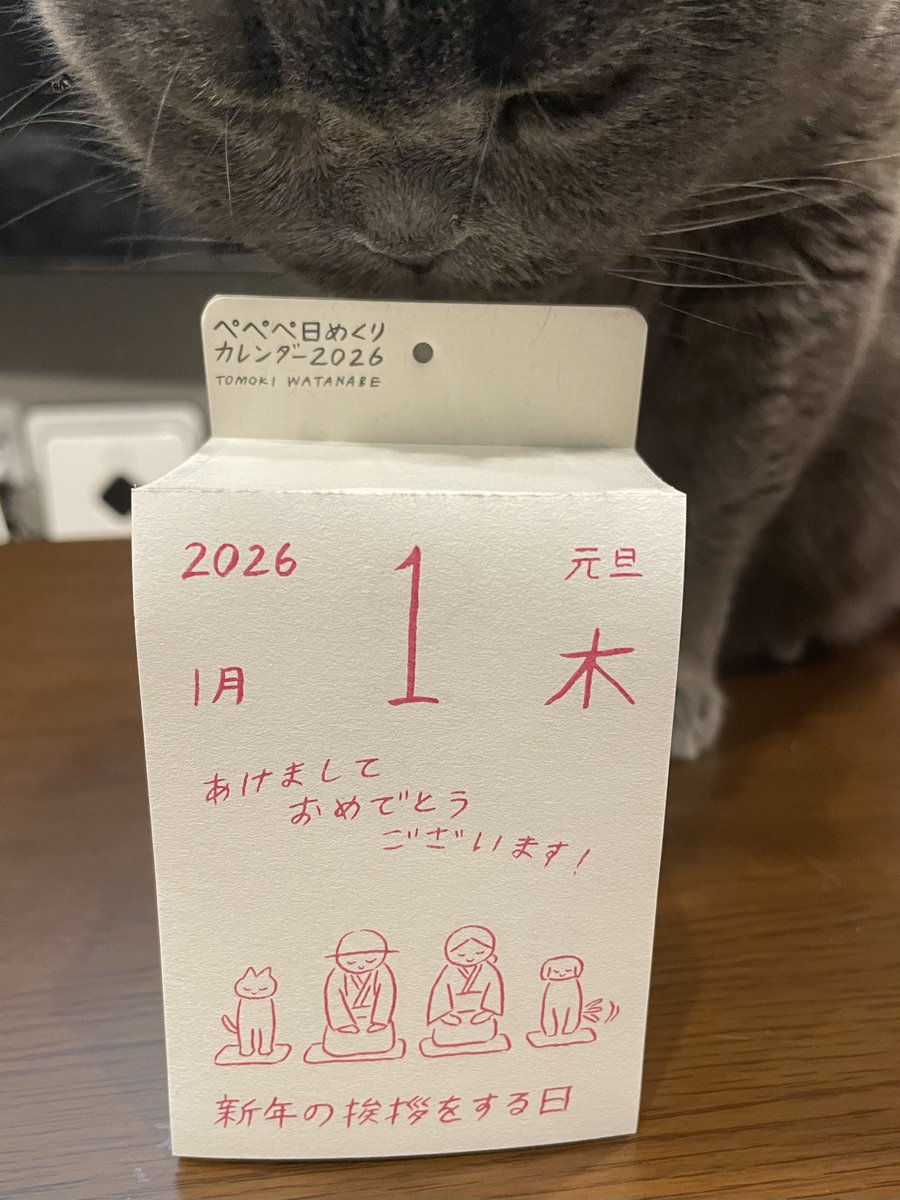 ぺぺぺ日めくり
カレンダー2026
TOMOKI WATANABE
2026
1
元旦
1月
木
あけまして
おめでとう
ございます!
新年の挨拶をする日